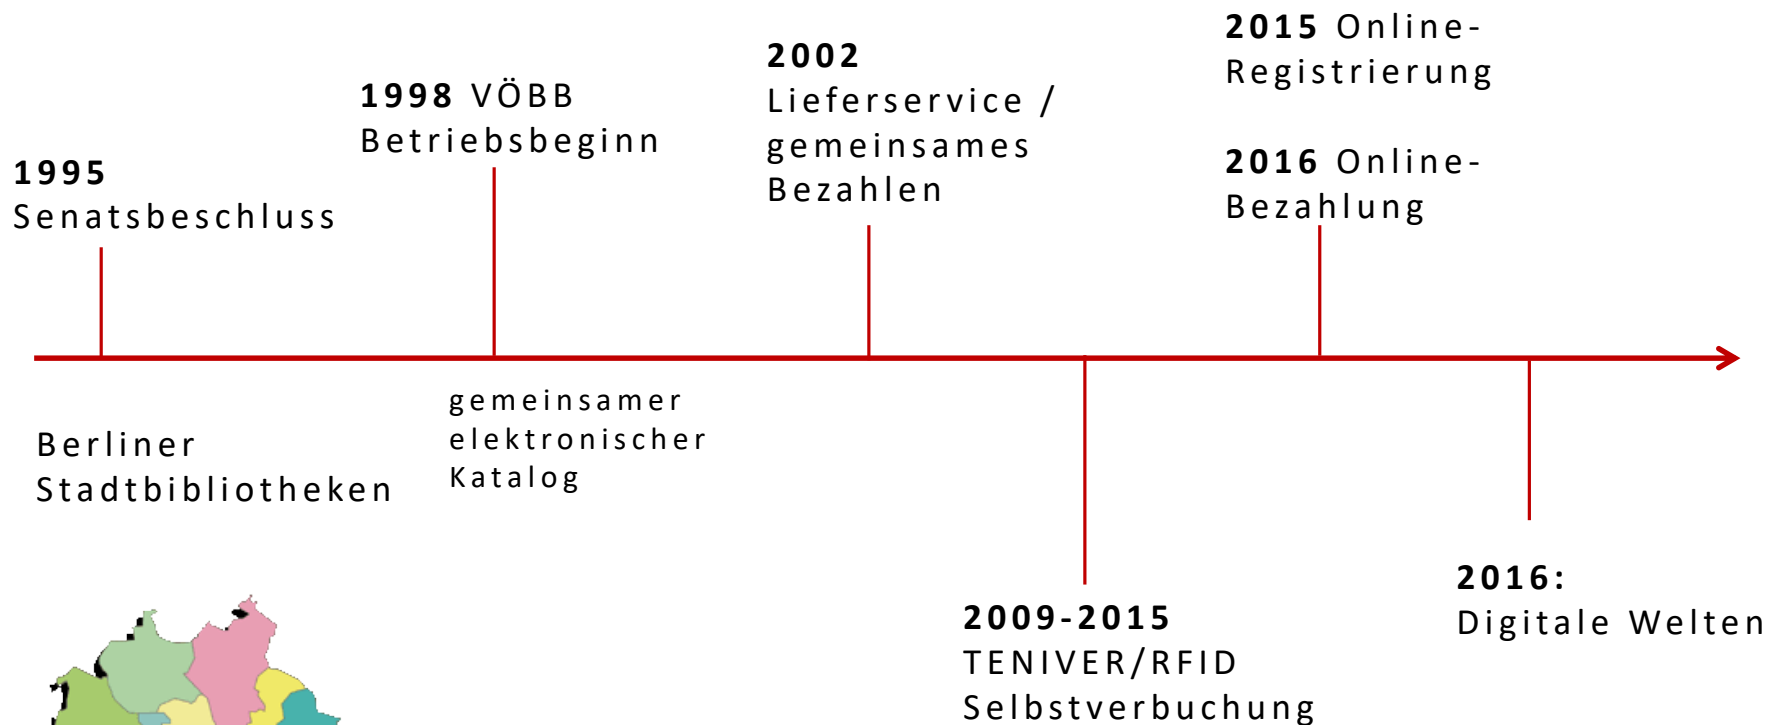 1995
Senatsbeschluss
1998 VÖBB
Betriebsbeginn
2002
Lieferservice /
gemeinsames
Bezahlen
2015 Online-
Registrierung
2016 Online-
Bezahlung
Berliner
Stadtbibliotheken
gemeinsamer
elektronischer
Katalog
2009-2015
TENIVER/RFID
Selbstverbuchung
2016:
Digitale Welten